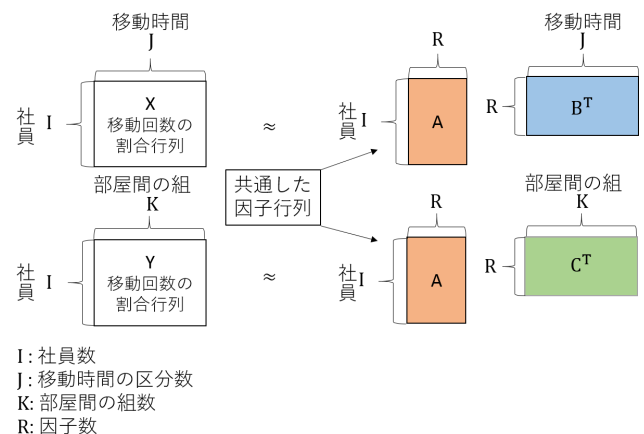 移動時間
J
社員 I
X
移動回数の
割合行列
≈
R
社員 I
A
移動時間
J
R
Bᵀ
共通した
因子行列
部屋間の組
K
社員 I
Y
移動回数の
割合行列
≈
R
社員 I
A
部屋間の組
K
R
Cᵀ
I : 社員数
J : 移動時間の区分数
K: 部屋間の組数
R: 因子数